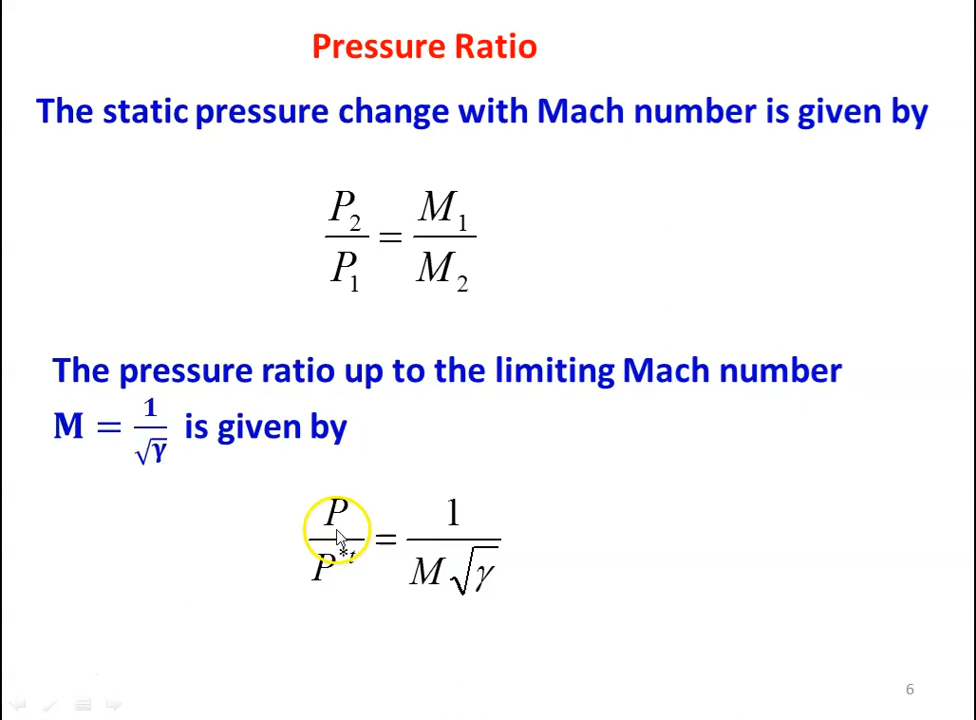 Pressure Ratio
The static pressure change with Mach number is given by
P₂/P₁ = M₁/M₂
The pressure ratio up to the limiting Mach number
M = 1/√γ is given by
P/P*ᵗ = 1/(M√γ)
6